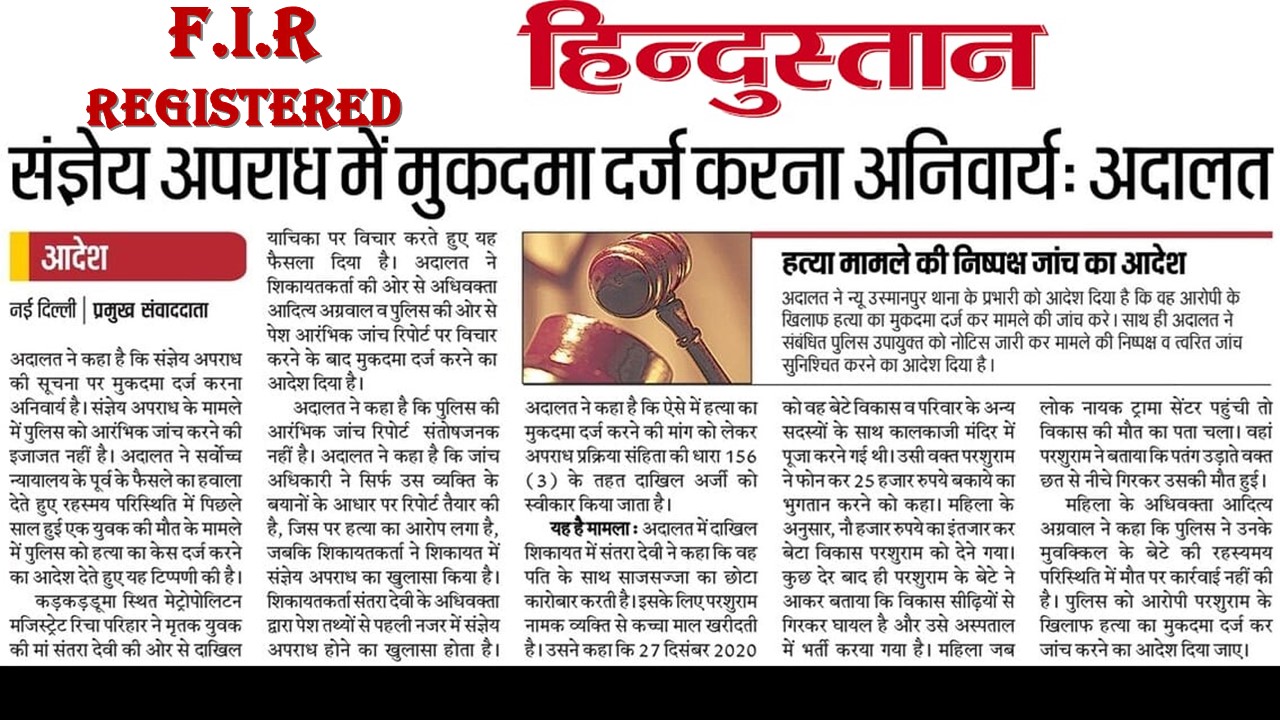 F.I.R
REGISTERED
हिन्दुस्तान
संज्ञेय अपराध में मुकदमा दर्ज करना अनिवार्यः अदालत
आदेश
नई दिल्ली | प्रमुख संवाददाता
अदालत ने कहा है कि संज्ञेय अपराध
की सूचना पर मुकदमा दर्ज करना
अनिवार्य है। संज्ञेय अपराध के मामले
में पुलिस को आरंभिक जांच करने की
इजाजत नहीं है। अदालत ने सर्वोच्च
न्यायालय के पूर्व के फैसले का हवाला
देते हुए रहस्मय परिस्थिति में पिछले
साल हुई एक युवक की मौत के मामले
में पुलिस को हत्या का केस दर्ज करने
का आदेश देते हुए यह टिप्पणी की है।
कड़कड़डूमा स्थित मेट्रोपोलिटन
मजिस्ट्रेट रिचा परिहार ने मृतक युवक
की मां संतरा देवी की ओर से दाखिल
याचिका पर विचार करते हुए यह
फैसला दिया है। अदालत ने
शिकायतकर्ता की ओर से अधिवक्ता
आदित्य अग्रवाल व पुलिस की ओर से
पेश आरंभिक जांच रिपोर्ट पर विचार
करने के बाद मुकदमा दर्ज करने का
आदेश दिया है।
अदालत ने कहा है कि पुलिस की
आरंभिक जांच रिपोर्ट संतोषजनक
नहीं है। अदालत ने कहा है कि जांच
अधिकारी ने सिर्फ उस व्यक्ति के
बयानों के आधार पर रिपोर्ट तैयार की
है, जिस पर हत्या का आरोप लगा है,
जबकि शिकायतकर्ता ने शिकायत में
संज्ञेय अपराध का खुलासा किया है।
शिकायतकर्ता संतरा देवी के अधिवक्ता
द्वारा पेश तथ्यों से पहली नजर में संज्ञेय
अपराध होने का खुलासा होता है।
हत्या मामले की निष्पक्ष जांच का आदेश
अदालत ने न्यू उस्मानपुर थाना के प्रभारी को आदेश दिया है कि वह आरोपी के
खिलाफ हत्या का मुकदमा दर्ज कर मामले की जांच करे। साथ ही अदालत ने
संबंधित पुलिस उपायुक्त को नोटिस जारी कर मामले की निष्पक्ष व त्वरित जांच
सुनिश्चित करने का आदेश दिया है।
अदालत ने कहा है कि ऐसे में हत्या का
मुकदमा दर्ज करने की मांग को लेकर
अपराध प्रक्रिया संहिता की धारा 156
(3) के तहत दाखिल अर्जी को
स्वीकार किया जाता है।
यह है मामला : अदालत में दाखिल
शिकायत में संतरा देवी ने कहा कि वह
पति के साथ साजसज्जा का छोटा
कारोबार करती है। इसके लिए परशुराम
नामक व्यक्ति से कच्चा माल खरीदती
है। उसने कहा कि 27 दिसंबर 2020
को वह बेटे विकास व परिवार के अन्य
सदस्यों के साथ कालकाजी मंदिर में
पूजा करने गई थी। उसी वक्त परशुराम
ने फोन कर 25 हजार रुपये बकाये का
भुगतान करने को कहा। महिला के
अनुसार, नौ हजार रुपये का इंतजार कर
बेटा विकास परशुराम को देने गया।
कुछ देर बाद ही परशुराम के बेटे ने
आकर बताया कि विकास सीढ़ियों से
गिरकर घायल है और उसे अस्पताल
में भर्ती करया गया है। महिला जब
लोक नायक ट्रामा सेंटर पहुंची तो
विकास की मौत का पता चला। वहां
परशुराम ने बताया कि पतंग उड़ाते वक्त
छत से नीचे गिरकर उसकी मौत हुई।
महिला के अधिवक्ता आदित्य
अग्रवाल ने कहा कि पुलिस ने उनके
मुवक्किल के बेटे की रहस्यमय
परिस्थिति में मौत पर कार्रवाई नहीं की
है। पुलिस को आरोपी परशुराम के
खिलाफ हत्या का मुकदमा दर्ज कर
जांच करने का आदेश दिया जाए।